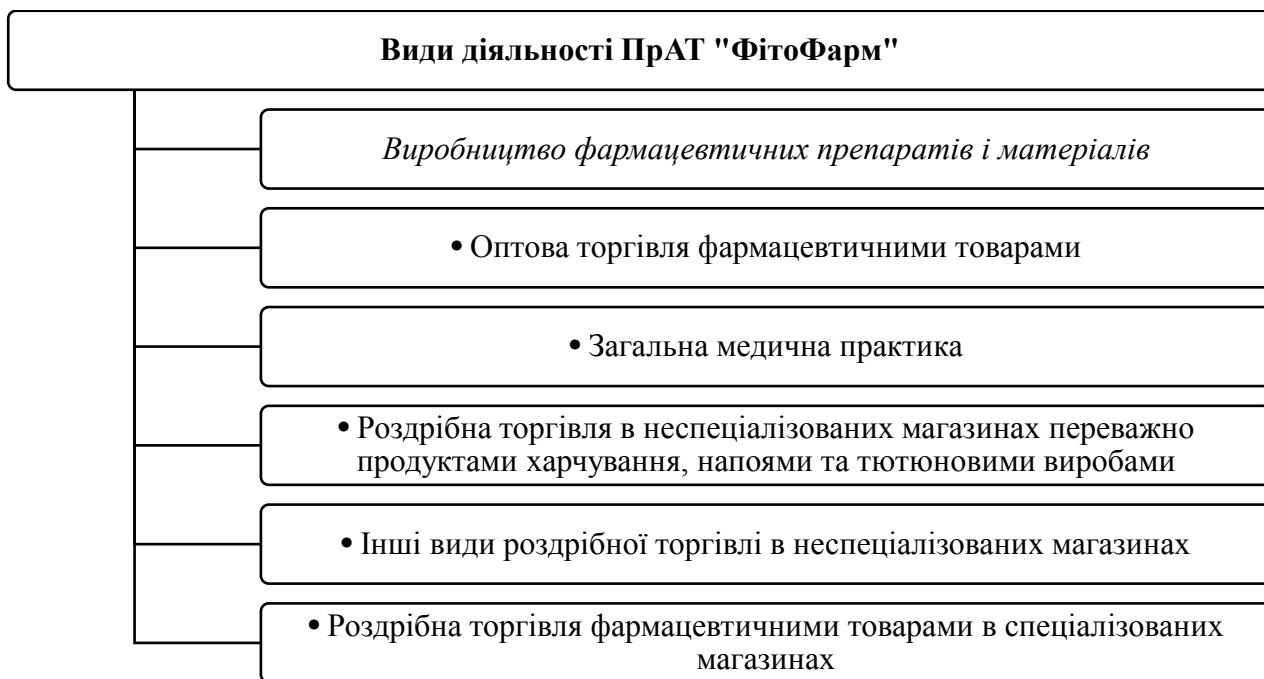 Види діяльності ПрАТ "ФітоФарм"
Виробництво фармацевтичних препаратів і матеріалів
• Оптова торгівля фармацевтичними товарами
• Загальна медична практика
• Роздрібна торгівля в неспеціалізованих магазинах переважно
продуктами харчування, напоями та тютюновими виробами
• Інші види роздрібної торгівлі в неспеціалізованих магазинах
• Роздрібна торгівля фармацевтичними товарами в спеціалізованих
магазинах